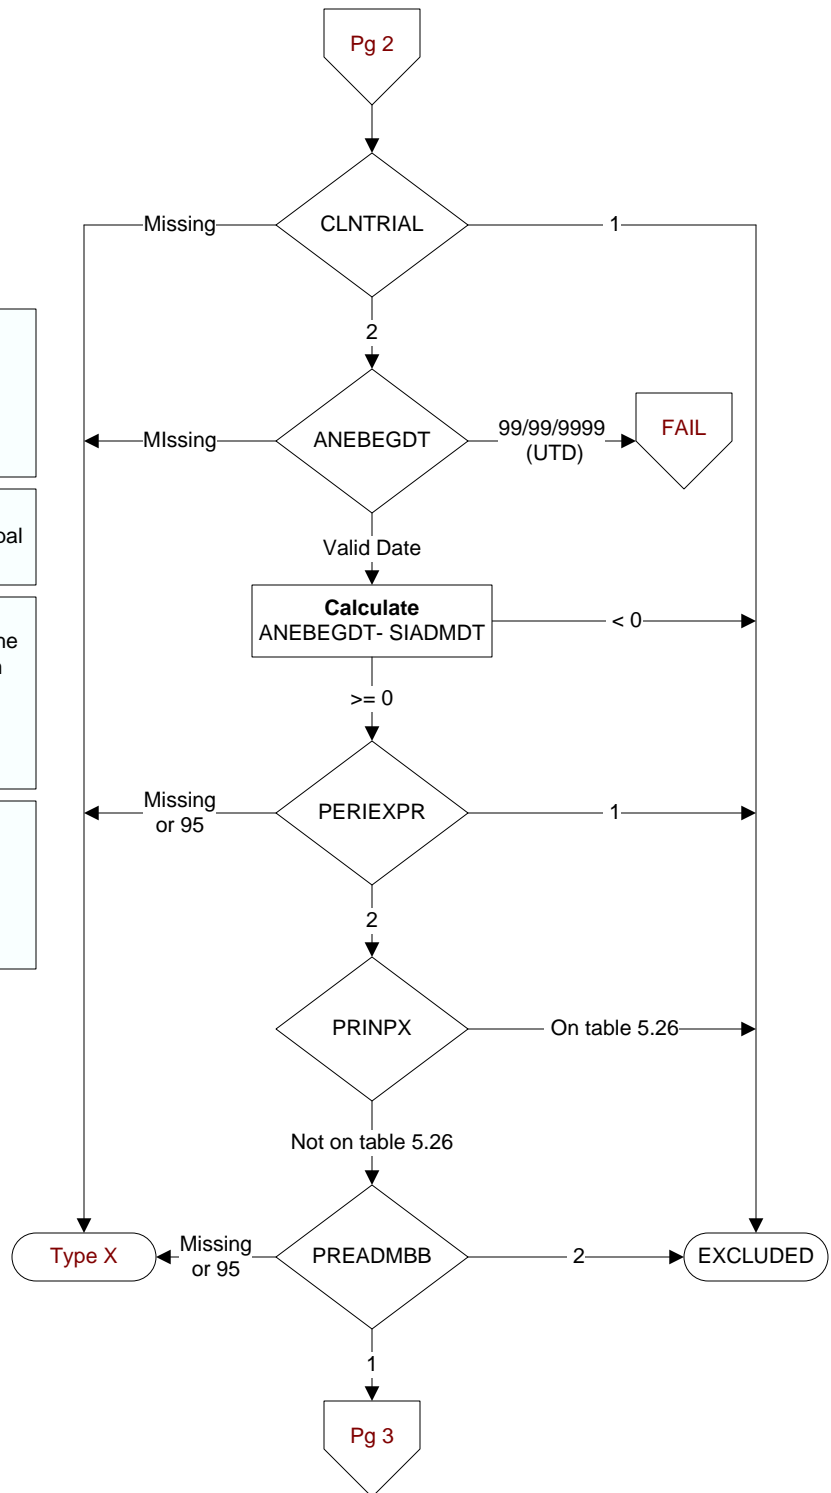 Pg 2
Missing
CLNTRIAL
1
2
MIssing
ANEBEGDT
99/99/9999
(UTD)
FAIL
Valid Date
Calculate
ANEBEGDT- SIADMDT
< 0
>= 0
Missing
or 95
PERIEXPR
1
2
PRINPX
On table 5.26
Not on table 5.26
Type X
Missing
or 95
PREADMBB
2
EXCLUDED
1
Pg 3